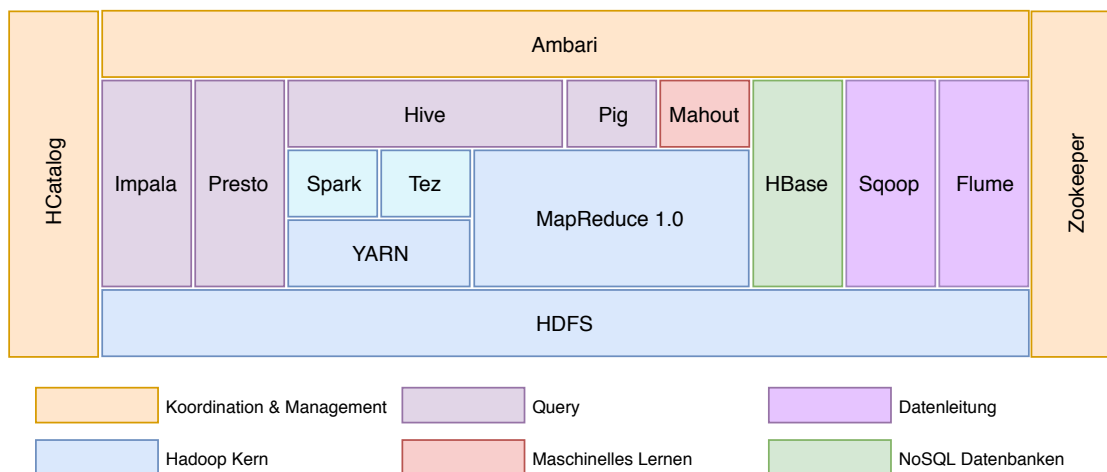 HCatalog
Ambari
Zookeeper
Impala
Presto
Hive
Pig
Mahout
HBase
Sqoop
Flume
Spark
Tez
MapReduce 1.0
YARN
HDFS
Koordination & Management
Query
Datenleitung
Hadoop Kern
Maschinelles Lernen
NoSQL Datenbanken